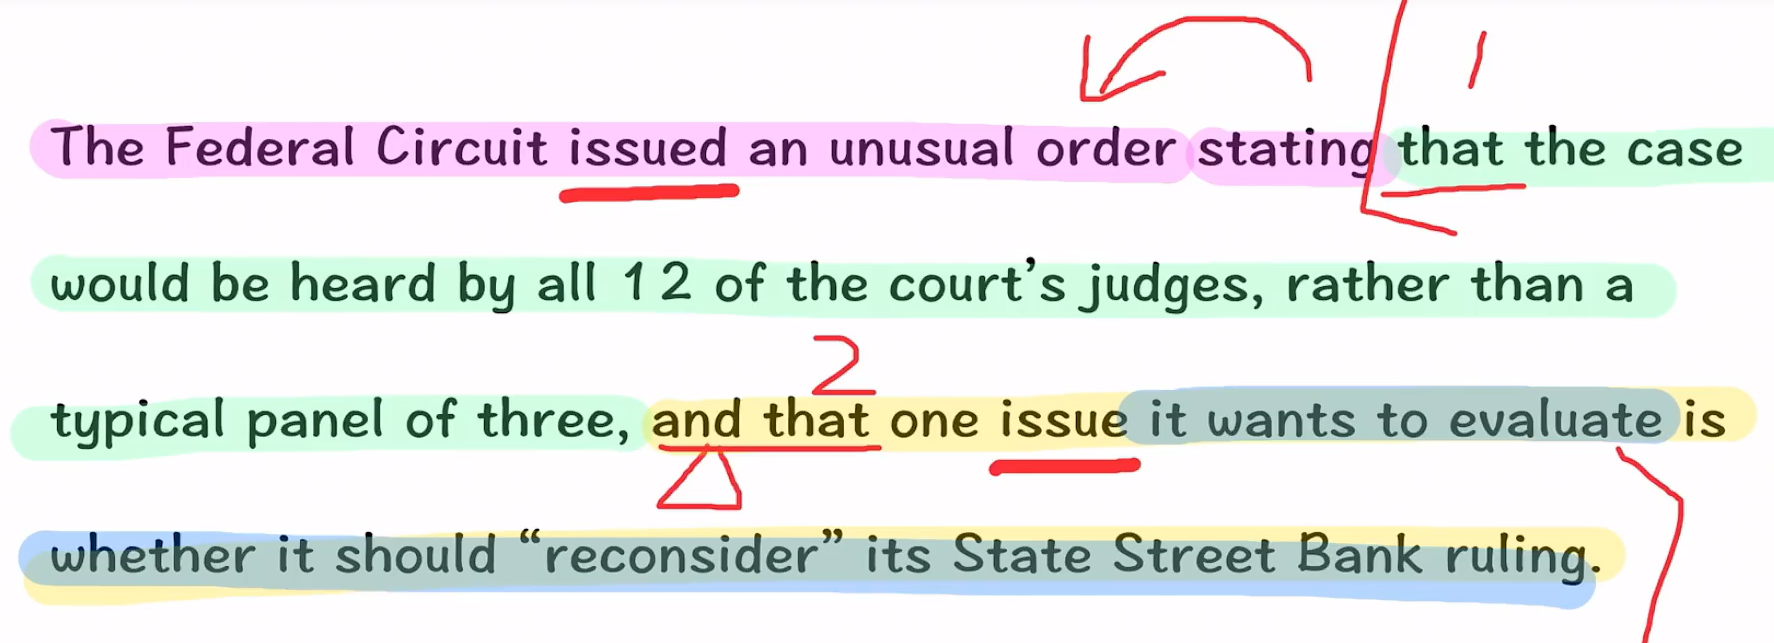 1
The Federal Circuit issued an unusual order stating that the case
would be heard by all 12 of the court's judges, rather than a
2
typical panel of three, and that one issue it wants to evaluate is
whether it should “reconsider” its State Street Bank ruling.